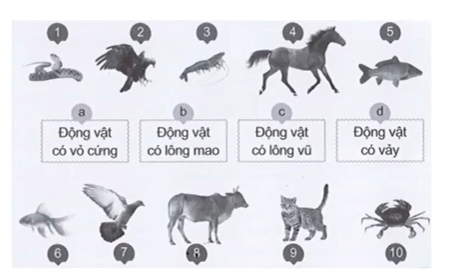 1 2 3 4 5
a b c d
Động vật có vỏ cứng
Động vật có lông mao
Động vật có lông vũ
Động vật có vảy
6 7 8 9 10